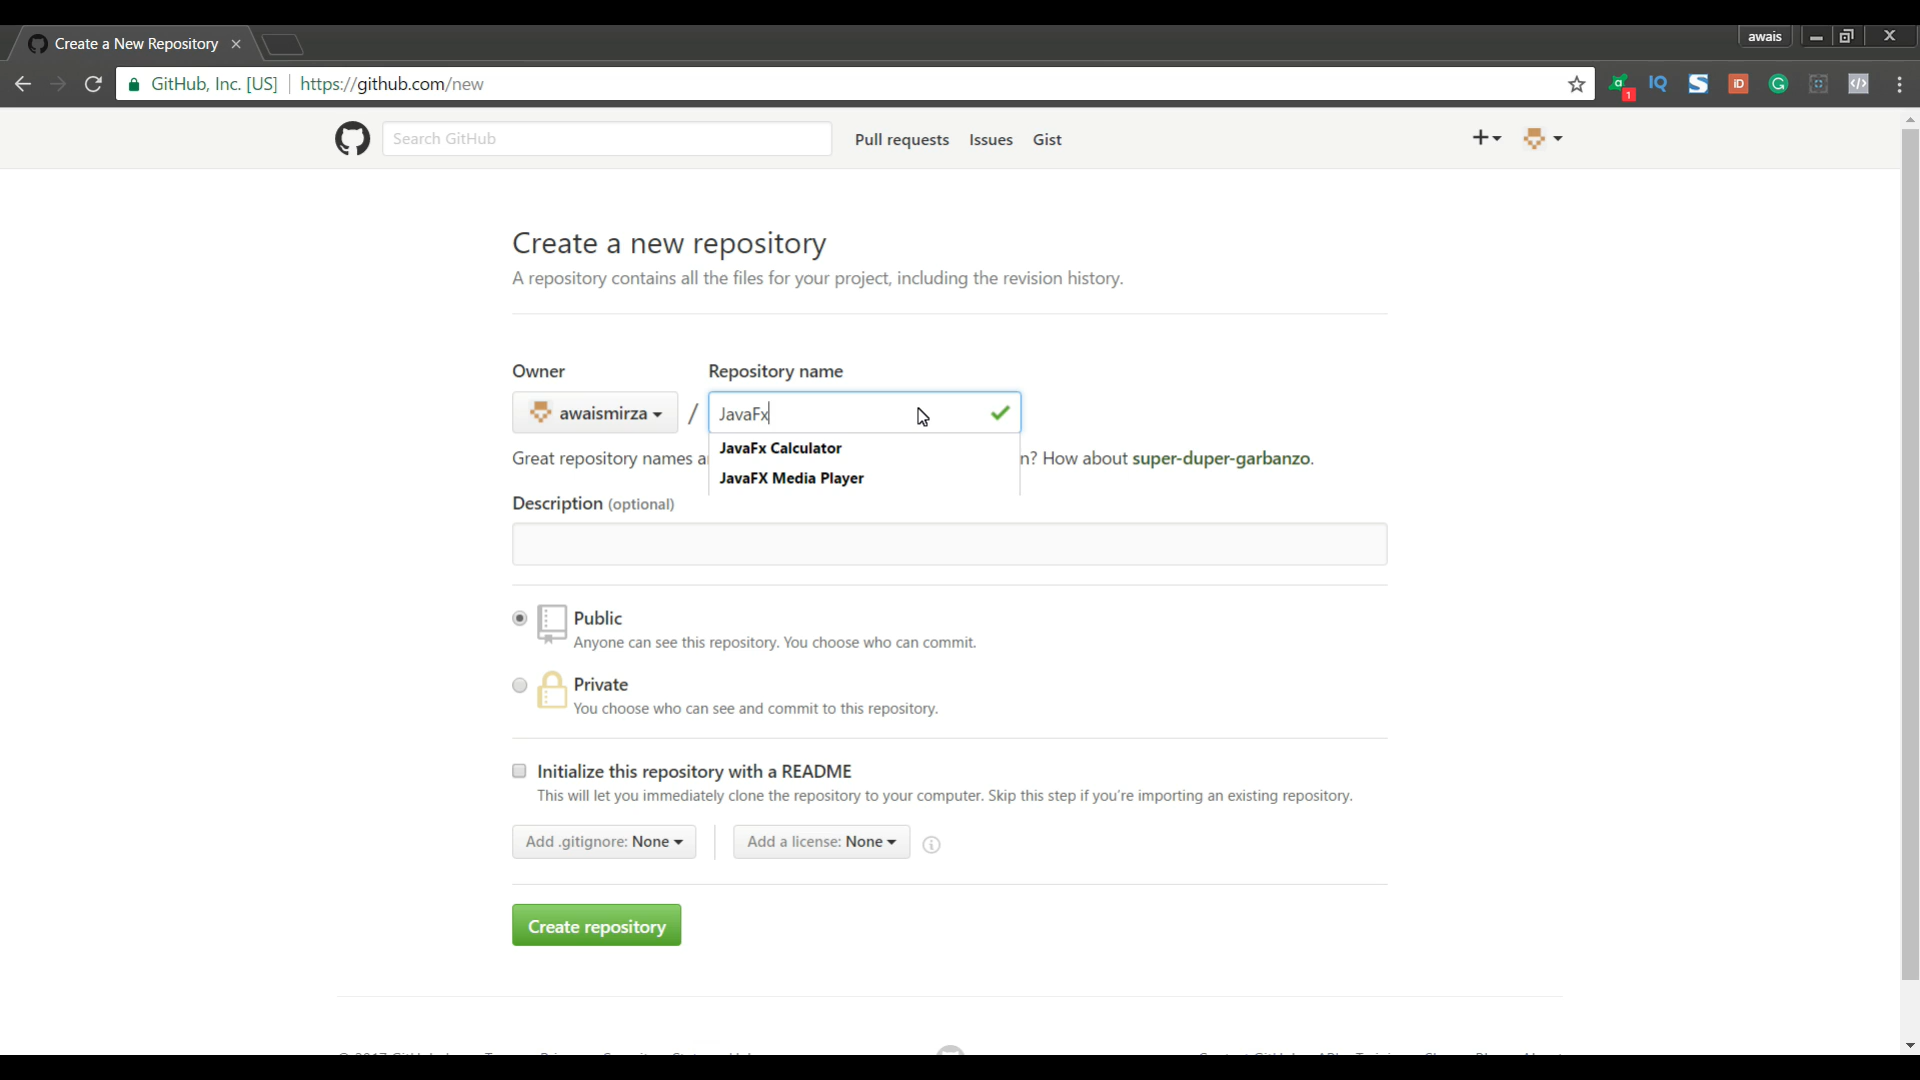 Create a New Repository
awais
GitHub, Inc. [US] https://github.com/new
1 IQ S iD G </>
Search GitHub Pull requests Issues Gist
Create a new repository
A repository contains all the files for your project, including the revision history.
Owner Repository name
awaismirza / JavaFx
JavaFx Calculator
Great repository names a n? How about super-duper-garbanzo.
JavaFX Media Player
Description (optional)
Public
Anyone can see this repository. You choose who can commit.
Private
You choose who can see and commit to this repository.
Initialize this repository with a README
This will let you immediately clone the repository to your computer. Skip this step if you're importing an existing repository.
Add .gitignore: None Add a license: None
Create repository